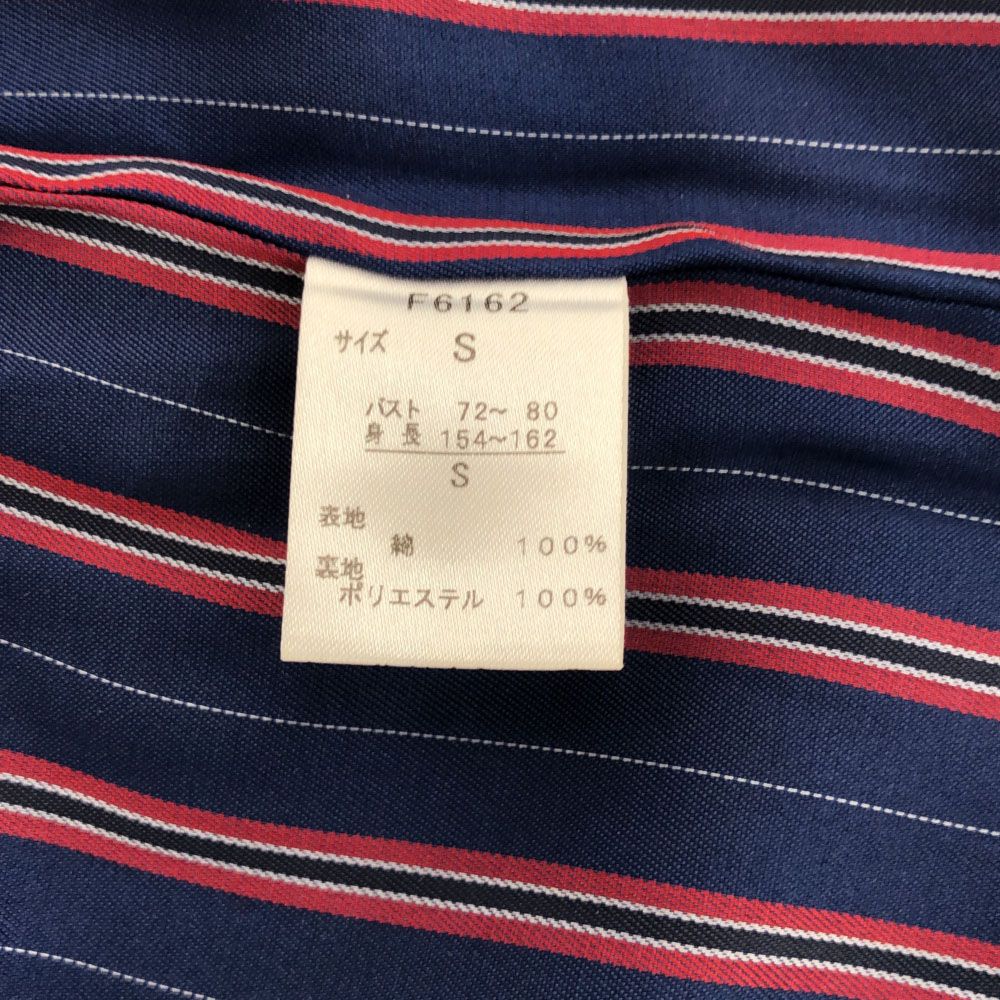 F6162
サイズ S
バスト 72～80
身長 154～162
S
表地
綿 100%
裏地
ポリエステル 100%